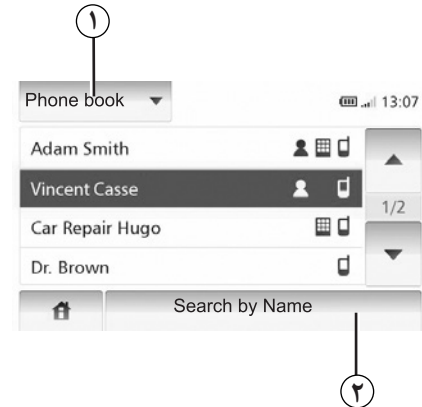 ١
Phone book 13:07
Adam Smith
Vincent Casse
1/2
Car Repair Hugo
Dr. Brown
Search by Name
٢